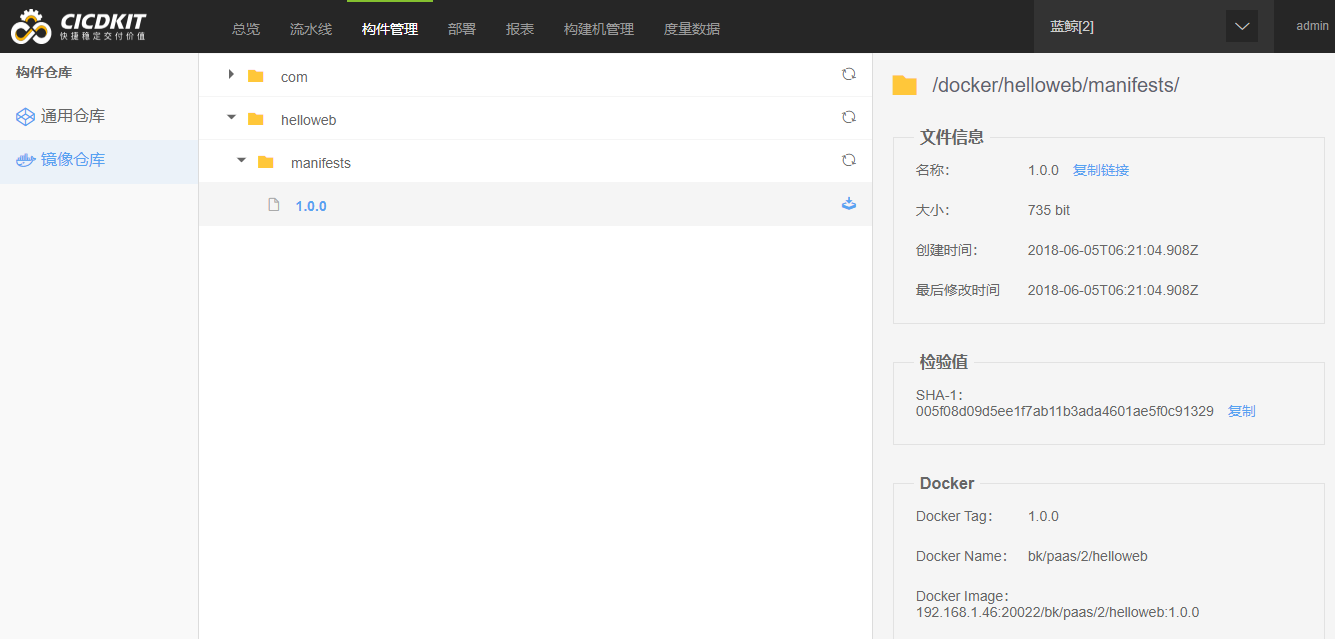 CICDKIT
快捷稳定交付价值
总览
流水线
构件管理
部署
报表
构建机管理
度量数据
蓝鲸[2]
admin
构件仓库
通用仓库
镜像仓库
com
helloweb
manifests
1.0.0
/docker/helloweb/manifests/
文件信息
名称： 1.0.0 复制链接
大小： 735 bit
创建时间： 2018-06-05T06:21:04.908Z
最后修改时间 2018-06-05T06:21:04.908Z
检验值
SHA-1：
005f08d09d5ee1f7ab11b3ada4601ae5f0c91329 复制
Docker
Docker Tag： 1.0.0
Docker Name： bk/paas/2/helloweb
Docker Image：
192.168.1.46:20022/bk/paas/2/helloweb:1.0.0